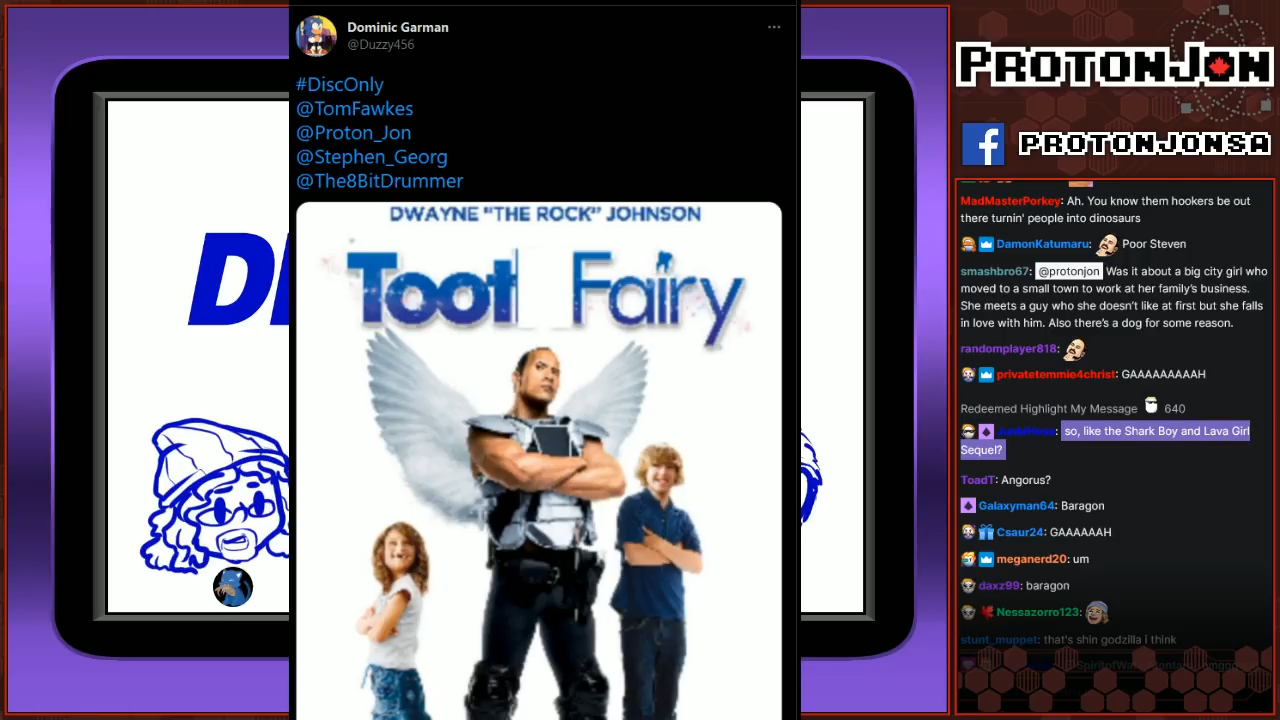 Dominic Garman
@Duzzy456
#DiscOnly
@TomFawkes
@Proton_Jon
@Stephen_Georg
@The8BitDrummer
DWAYNE "THE ROCK" JOHNSON
Toot Fairy
PROTONJON
PROTONJONSA
MadMasterPorkey: Ah. You know them hookers be out
there turnin' people into dinosaurs
DamonKatumaru: Poor Steven
smashbro67: @protonjon Was it about a big city girl who
moved to a small town to work at her family's business.
She meets a guy who she doesn't like at first but she falls
in love with him. Also there's a dog for some reason.
randomplayer818:
privatetemmie4christ: GAAAAAAAAAH
Redeemed Highlight My Message 640
so, like the Shark Boy and Lava Girl
Sequel?
ToadT: Angorus?
Galaxyman64: Baragon
Csaur24: GAAAAAAH
meganerd20: um
daxz99: baragon
Nessazorro123:
stunt_muppet: that's shin godzilla i think